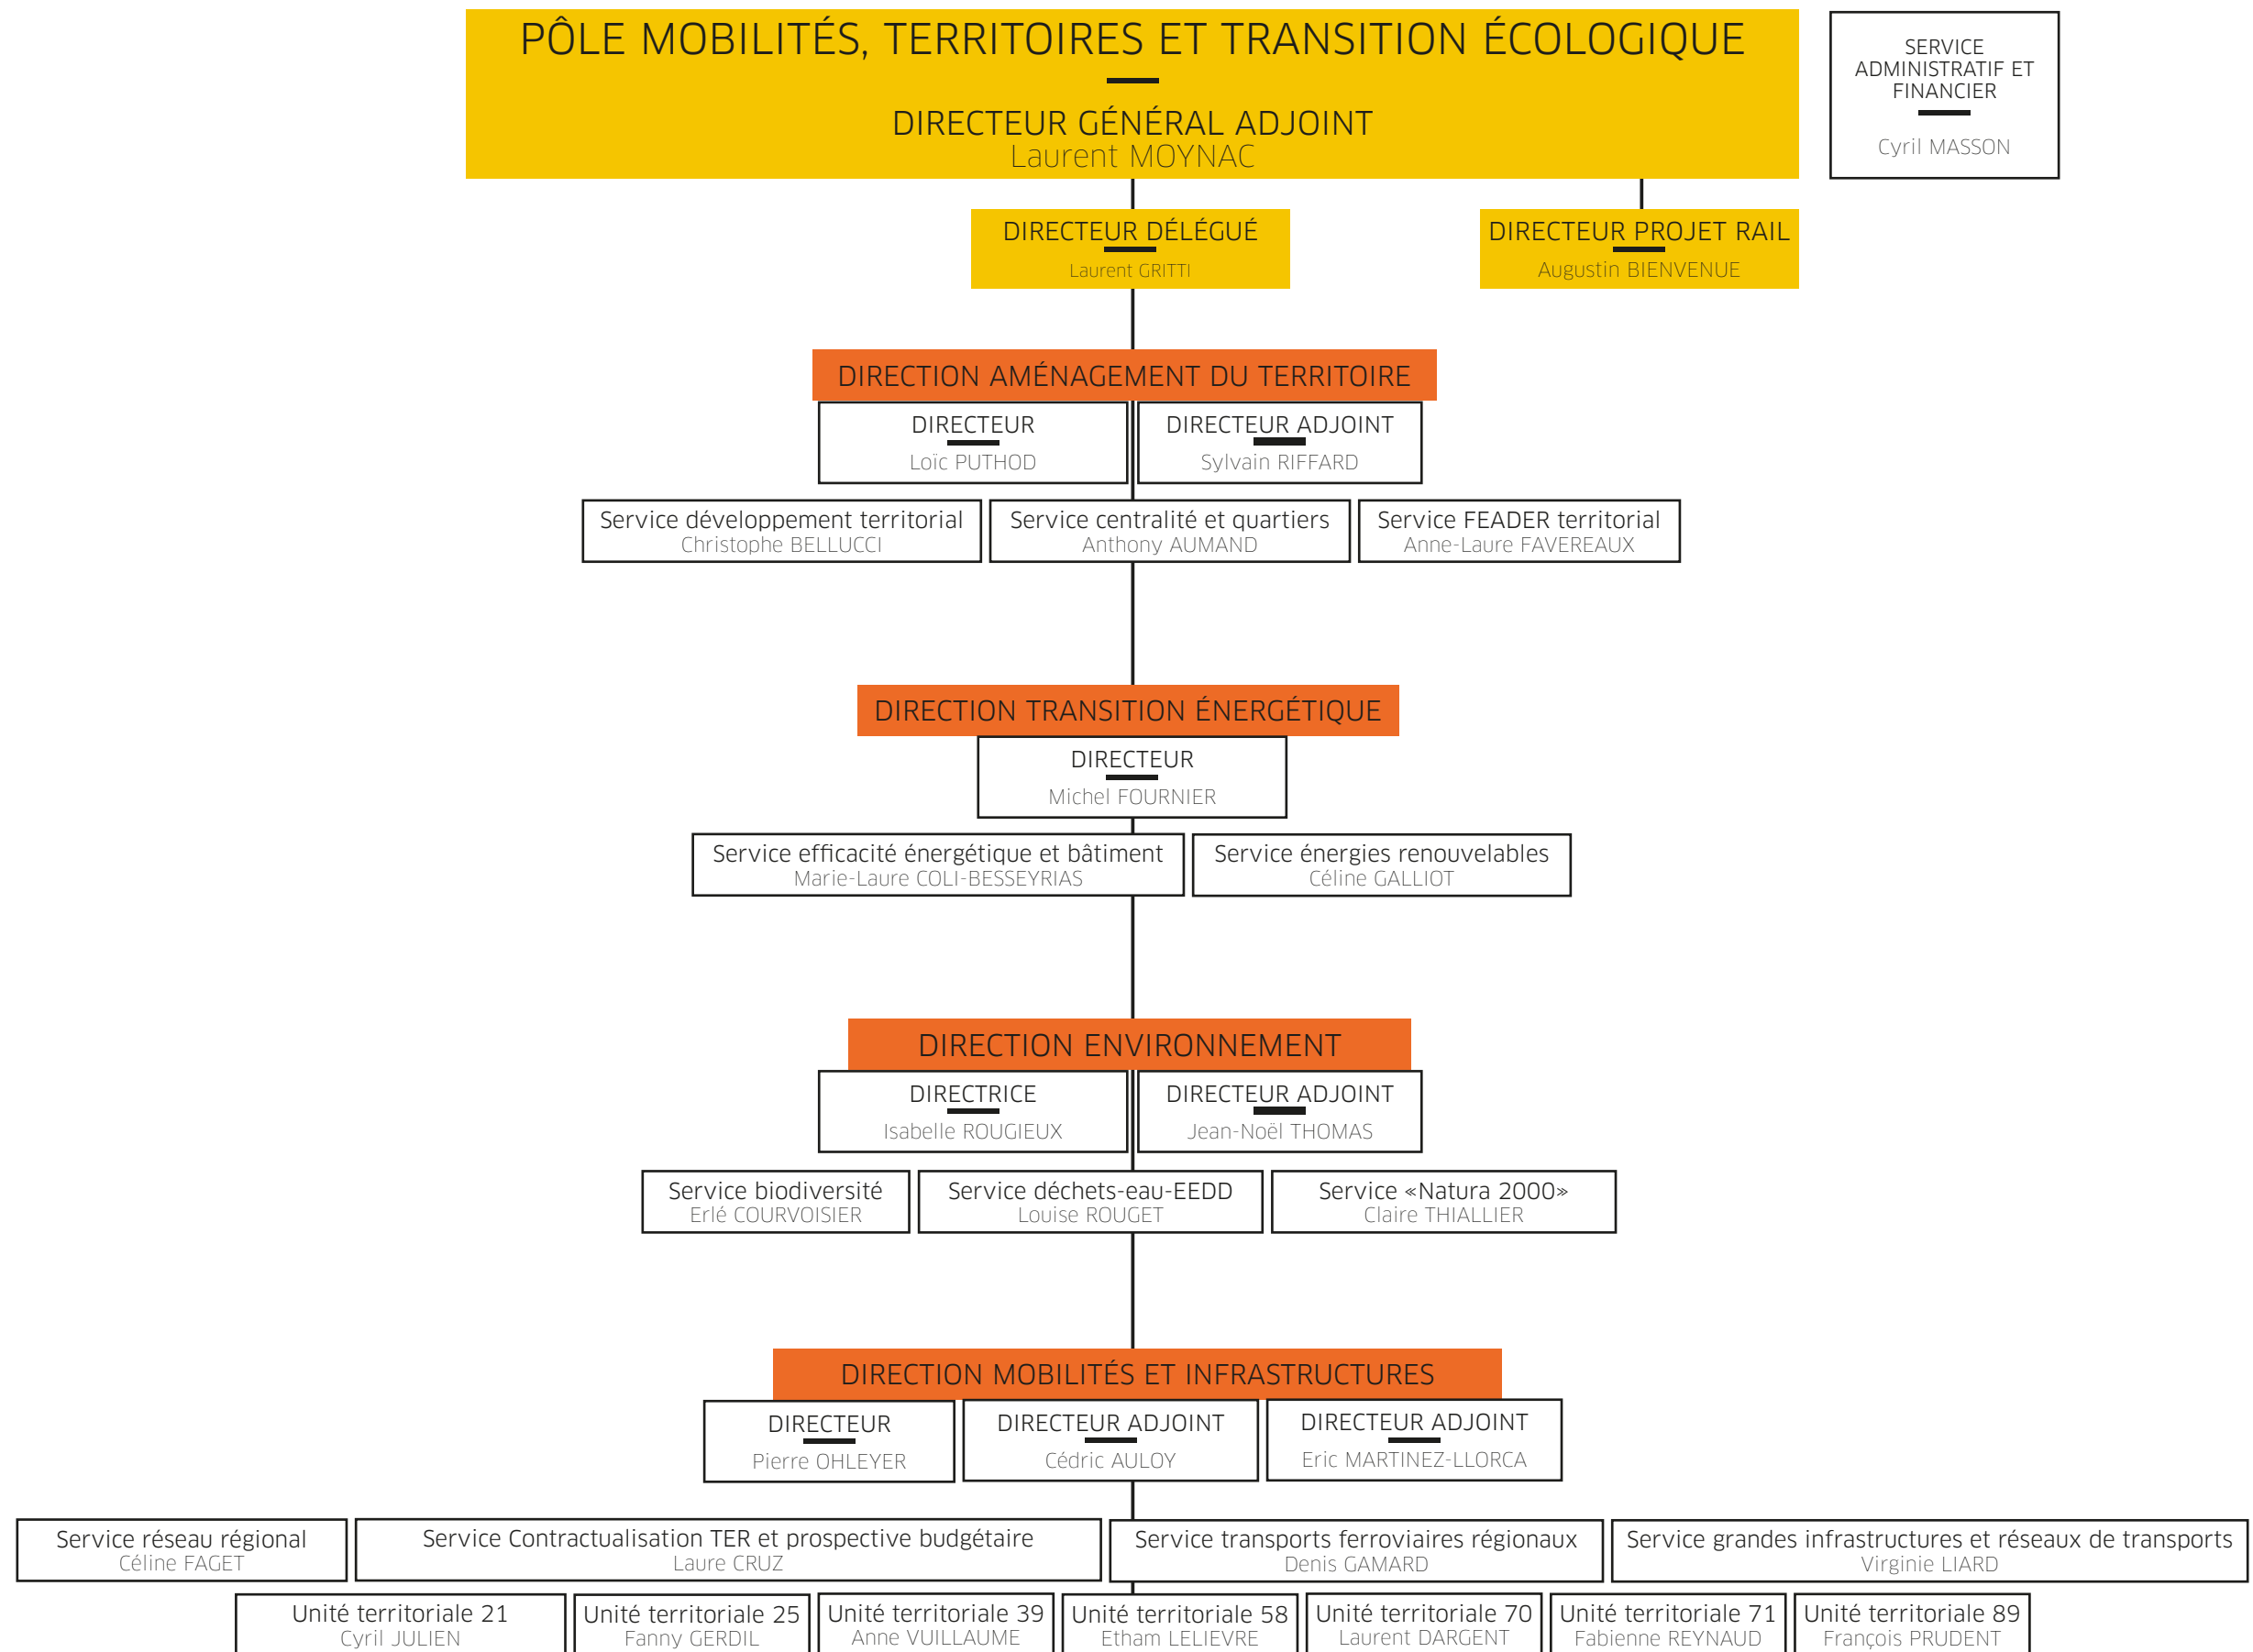 PÔLE MOBILITÉS, TERRITOIRES ET TRANSITION ÉCOLOGIQUE
DIRECTEUR GÉNÉRAL ADJOINT
Laurent MOYNAC
SERVICE
ADMINISTRATIF ET
FINANCIER
Cyril MASSON
DIRECTEUR DÉLÉGUÉ
Laurent GRITTI
DIRECTEUR PROJET RAIL
Augustin BIENVENUE
DIRECTION AMÉNAGEMENT DU TERRITOIRE
DIRECTEUR
Loïc PUTHOD
DIRECTEUR ADJOINT
Sylvain RIFFARD
Service développement territorial
Christophe BELLUCCI
Service centralité et quartiers
Anthony AUMAND
Service FEADER territorial
Anne-Laure FAVEREAUX
DIRECTION TRANSITION ÉNERGÉTIQUE
DIRECTEUR
Michel FOURNIER
Service efficacité énergétique et bâtiment
Marie-Laure COLI-BESSEYRIAS
Service énergies renouvelables
Céline GALLIOT
DIRECTION ENVIRONNEMENT
DIRECTRICE
Isabelle ROUGIEUX
DIRECTEUR ADJOINT
Jean-Noël THOMAS
Service biodiversité
Erlé COURVOISIER
Service déchets-eau-EEDD
Louise ROUGET
Service «Natura 2000»
Claire THIALLIER
DIRECTION MOBILITÉS ET INFRASTRUCTURES
DIRECTEUR
Pierre OHLEYER
DIRECTEUR ADJOINT
Cédric AULOY
DIRECTEUR ADJOINT
Eric MARTINEZ-LLORCA
Service réseau régional
Céline FAGET
Service Contractualisation TER et prospective budgétaire
Laure CRUZ
Service transports ferroviaires régionaux
Denis GAMARD
Service grandes infrastructures et réseaux de transports
Virginie LIARD
Unité territoriale 21
Cyril JULIEN
Unité territoriale 25
Fanny GERDIL
Unité territoriale 39
Anne VUILLAUME
Unité territoriale 58
Etham LELIEVRE
Unité territoriale 70
Laurent DARGENT
Unité territoriale 71
Fabienne REYNAUD
Unité territoriale 89
François PRUDENT